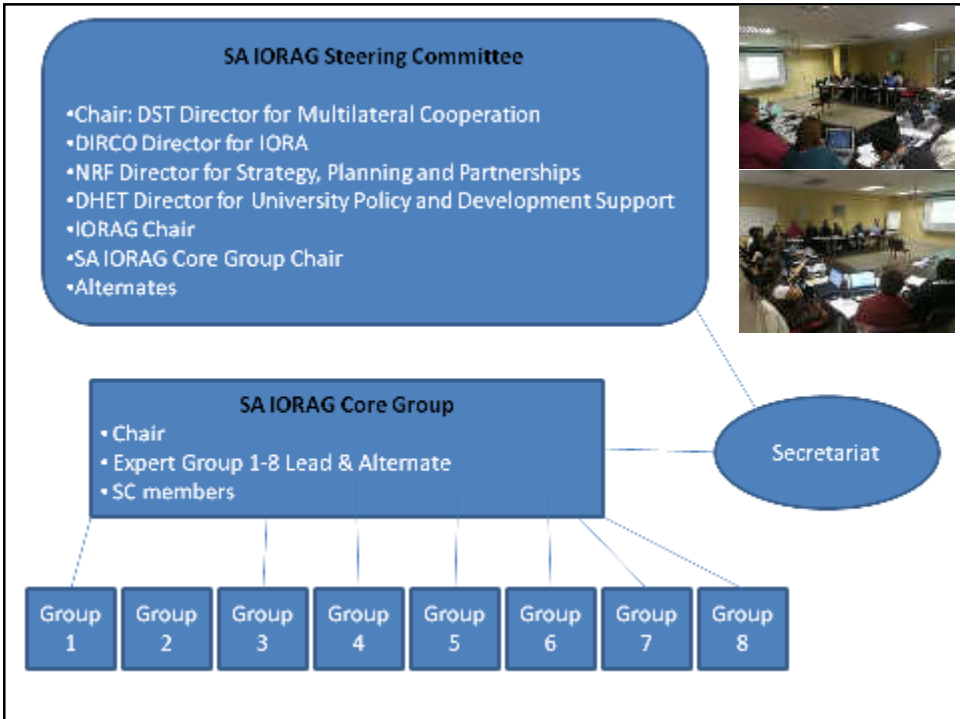 SA IORAG Steering Committee
•Chair: DST Director for Multilateral Cooperation
•DIRCO Director for IORA
•NRF Director for Strategy, Planning and Partnerships
•DHET Director for University Policy and Development Support
•IORAG Chair
•SA IORAG Core Group Chair
•Alternates
SA IORAG Core Group
• Chair
• Expert Group 1-8 Lead & Alternate
• SC members
Secretariat
Group
1
Group
2
Group
3
Group
4
Group
5
Group
6
Group
7
Group
8